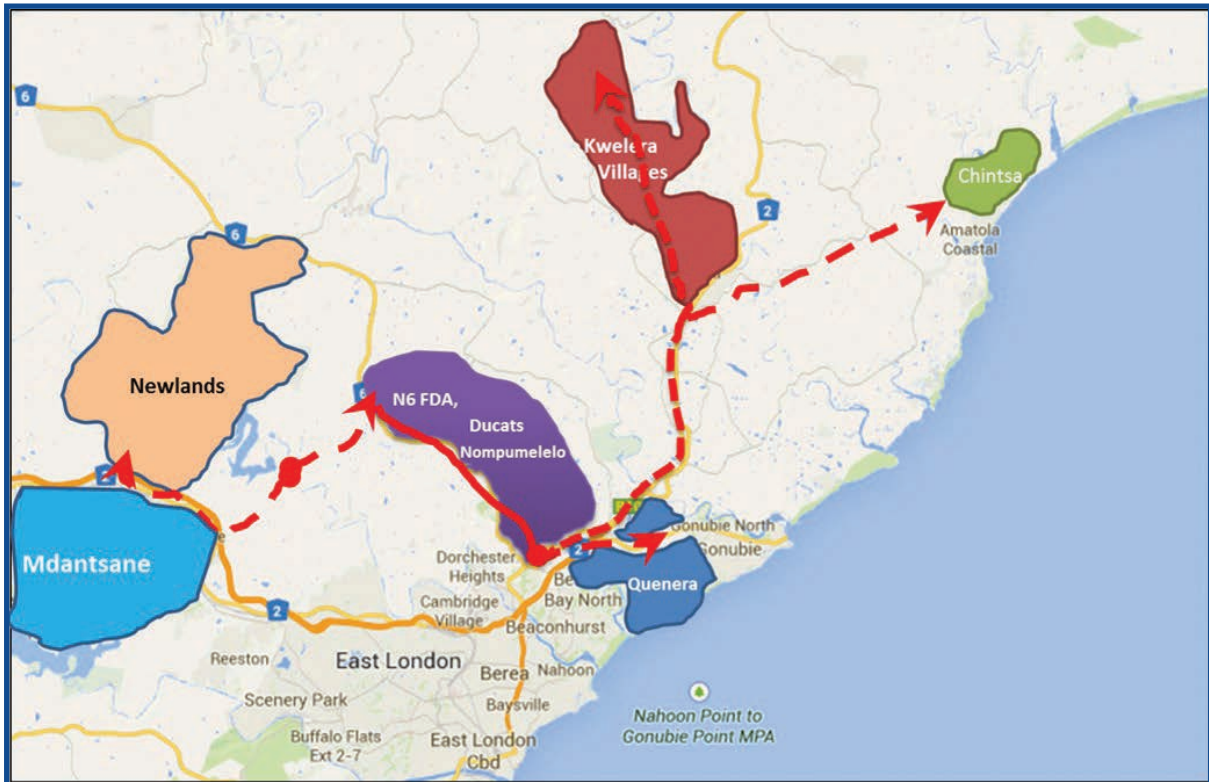 6
Kwelera
Villages
Chintsa
2
Amatola
Coastal
6
Newlands
6
N6 FDA,
Ducats
Nompumelelo
2
Mdantsane
Gonubie North
Gonubie
2
Dorchester
Heights
Bay North
Quenera
2
Cambridge
Village
Beaconhurst
Reeston
East London
Berea
Nahoon
Scenery Park
Baysville
Nahoon Point to
Gonubie Point MPA
Buffalo Flats
Ext 2-7
East London
Cbd